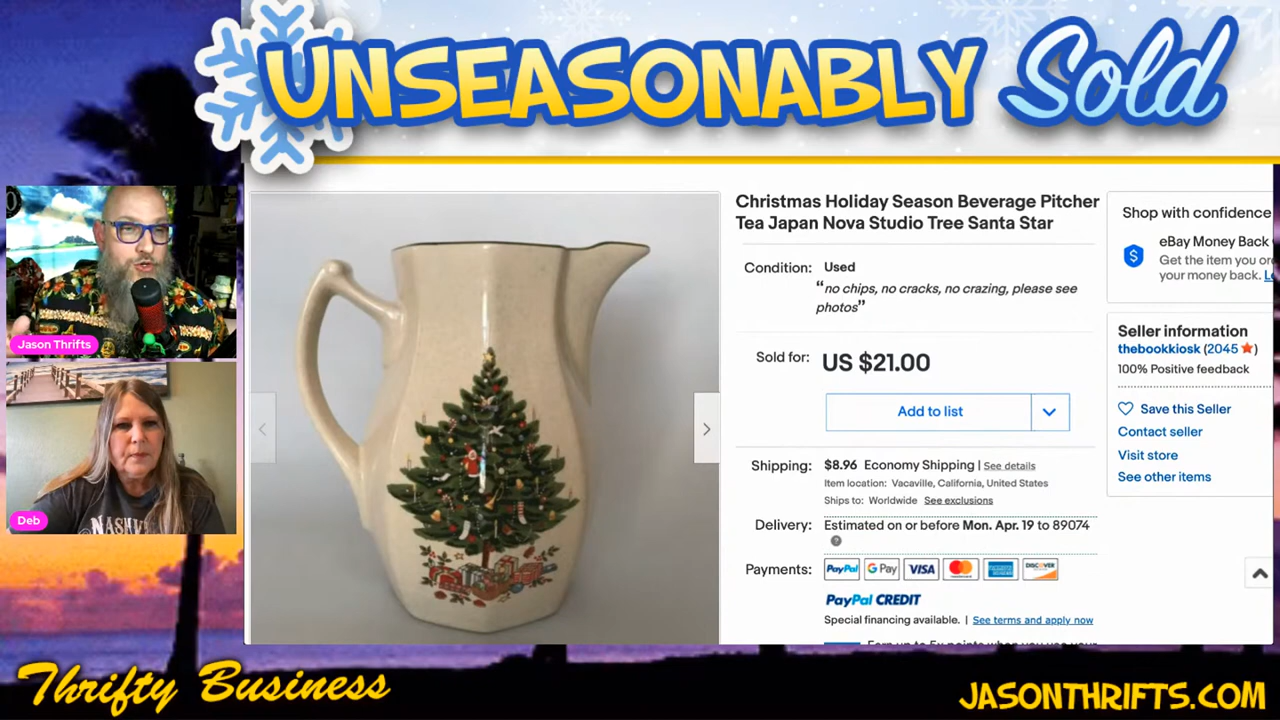 UNSEASONABLY Sold
Christmas Holiday Season Beverage Pitcher
Tea Japan Nova Studio Tree Santa Star
Condition: Used
“no chips, no cracks, no crazing, please see
photos”
Sold for: US $21.00
Add to list
Shipping: $8.96 Economy Shipping | See details
Item location: Vacaville, California, United States
Ships to: Worldwide See exclusions
Delivery: Estimated on or before Mon. Apr. 19 to 89074
Payments: PayPal G Pay VISA
DISCOVER
PayPal CREDIT
Special financing available. | See terms and apply now
Shop with confidence
eBay Money Back
Get the item you or
your money back.
Seller information
thebookkiosk (2045 )
100% Positive feedback
Save this Seller
Contact seller
Visit store
See other items
Jason Thrifts
NASHV
Deb
Thrifty Business
JASONTHRIFTS.COM